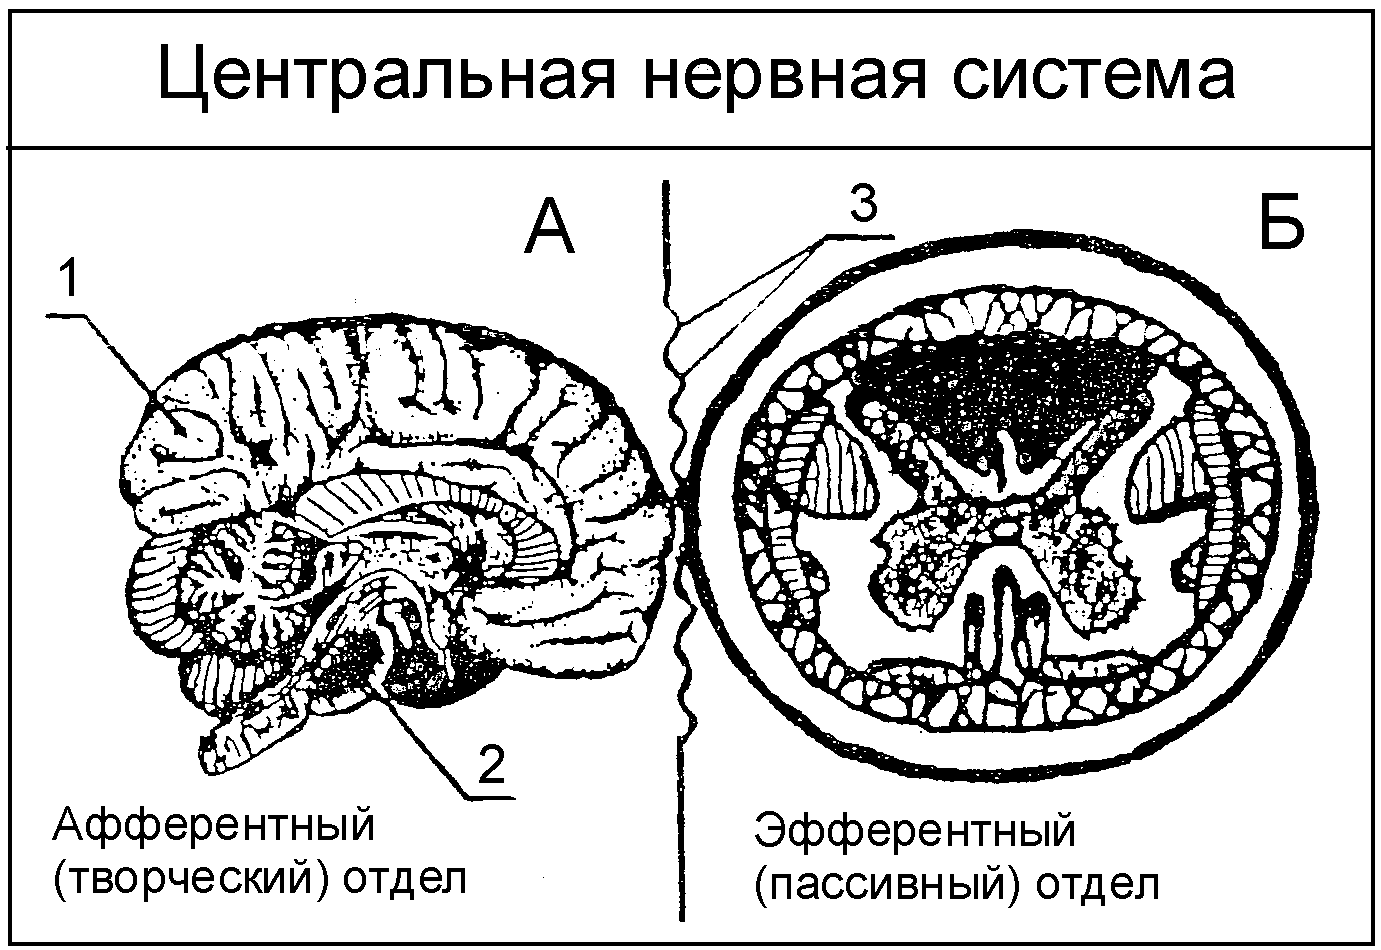 Центральная нервная система
А
Б
3
1
2
Афферентный
(творческий) отдел
Эфферентный
(пассивный) отдел